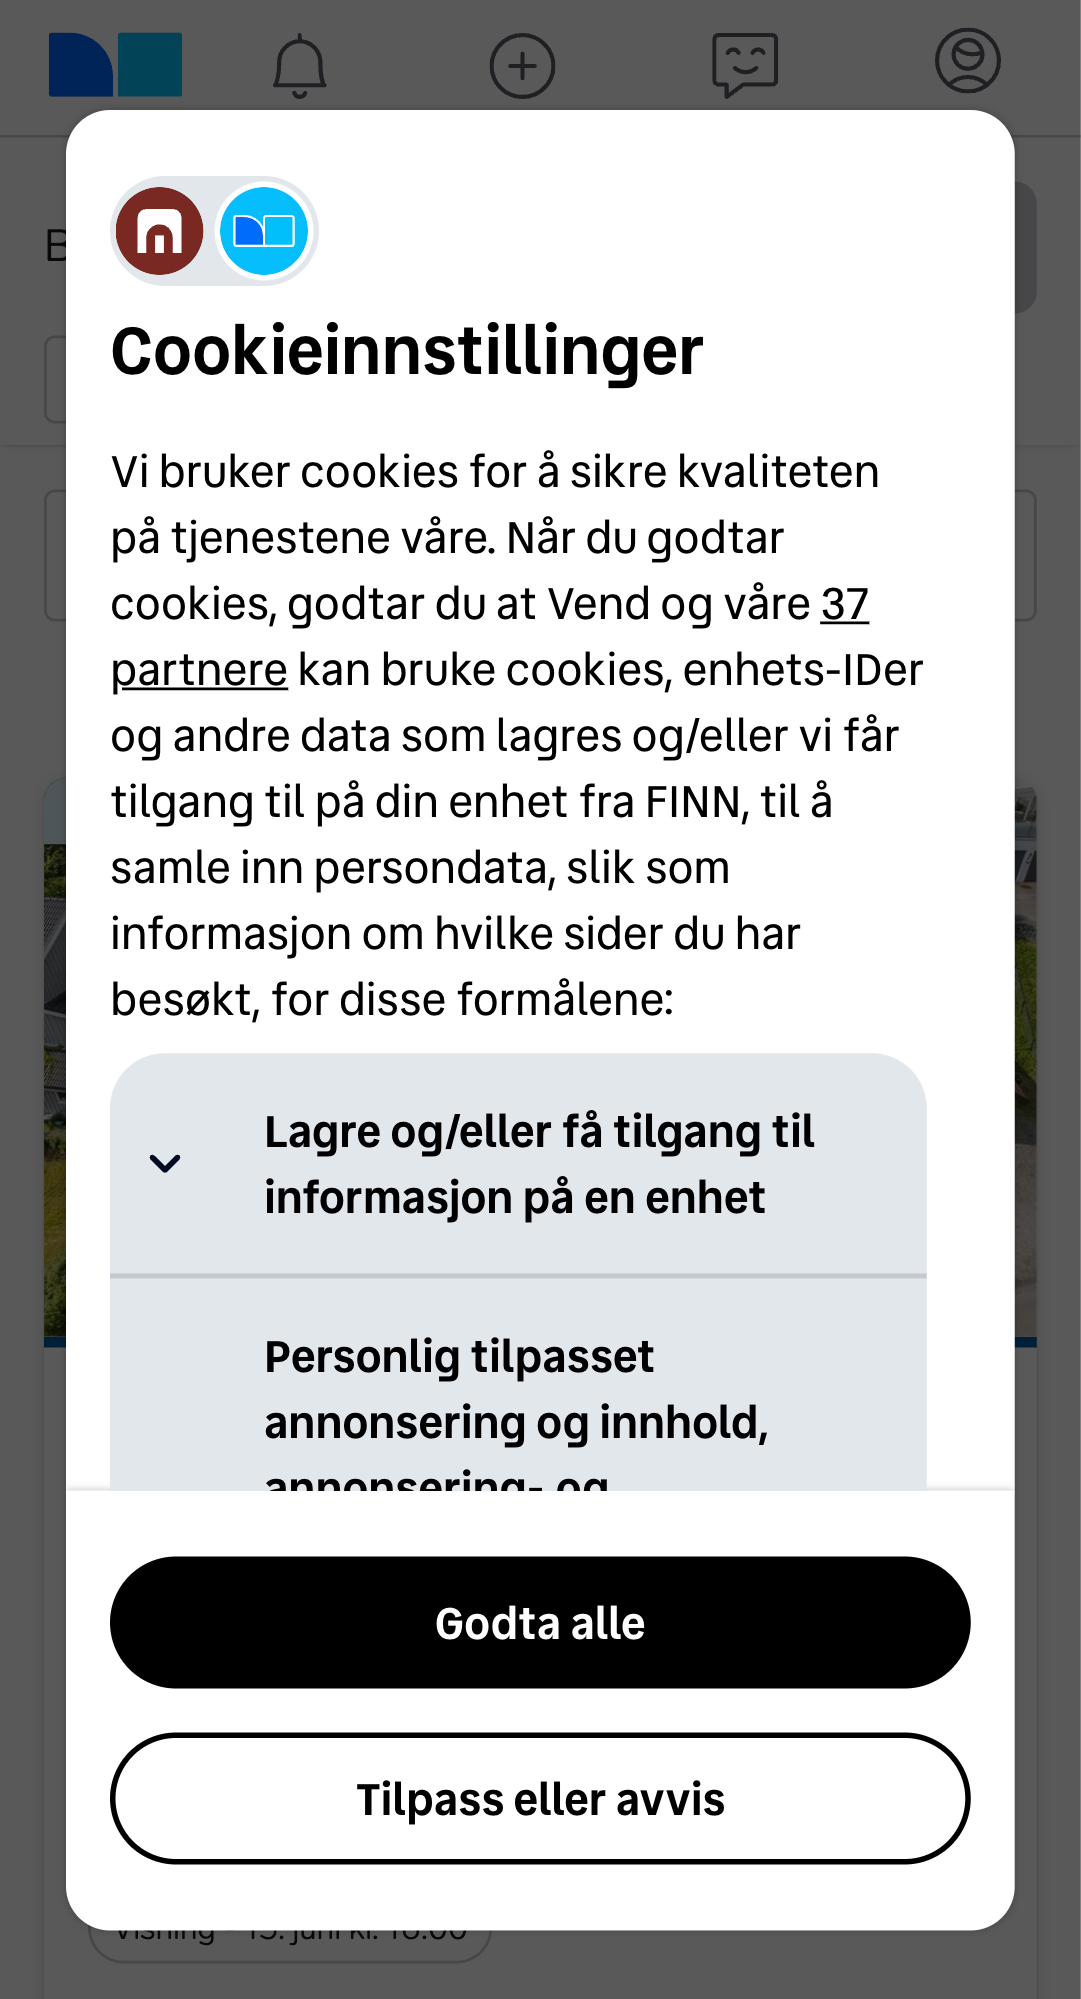 B
Cookieinnstillinger
Vi bruker cookies for å sikre kvaliteten
på tjenestene våre. Når du godtar
cookies, godtar du at Vend og våre 37
partnere kan bruke cookies, enhets-IDer
og andre data som lagres og/eller vi får
tilgang til på din enhet fra FINN, til å
samle inn persondata, slik som
informasjon om hvilke sider du har
besøkt, for disse formålene:
Lagre og/eller få tilgang til
informasjon på en enhet
Personlig tilpasset
annonsering og innhold,
annonsering- og
Godta alle
Tilpass eller avvis
Visning